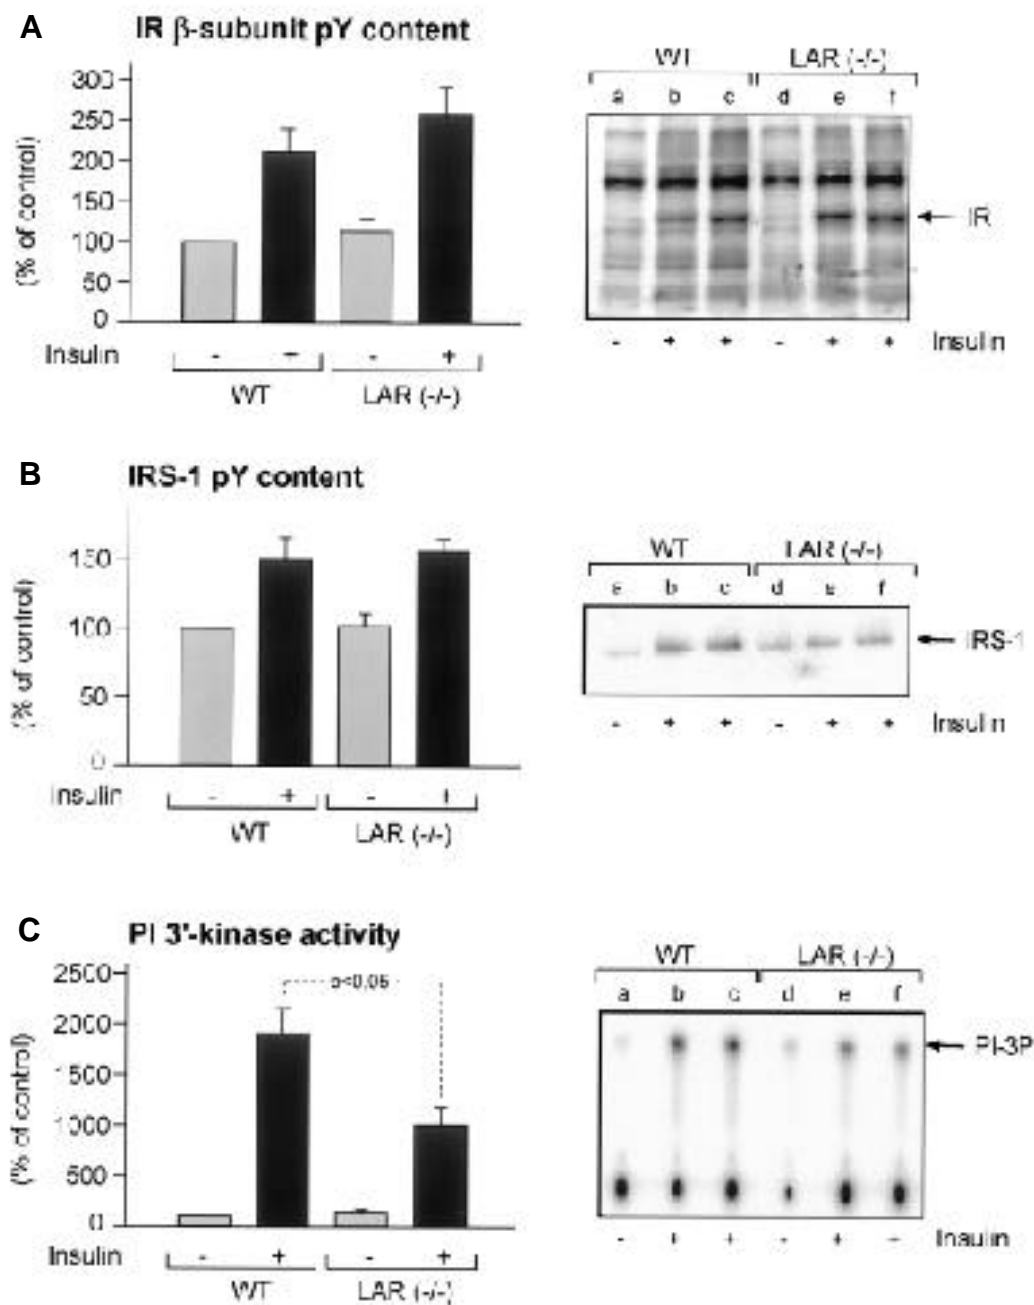 A
IR β-subunit pY content
(% of control)
300
250
200
150
100
50
0
Insulin - + - +
WT LAR (-/-)
WT LAR (-/-)
a b c d e f
IR
- + + - + + Insulin
B
IRS-1 pY content
(% of control)
150
100
50
0
Insulin - + - +
WT LAR (-/-)
WT LAR (-/-)
a b c d e f
IRS-1
- + + - + + Insulin
C
PI 3'-kinase activity
(% of control)
2500
2000
1500
1000
500
0
p<0,05
Insulin - + - +
WT LAR (-/-)
WT LAR (-/-)
a b c d e f
PI-3P
- + + - + + Insulin